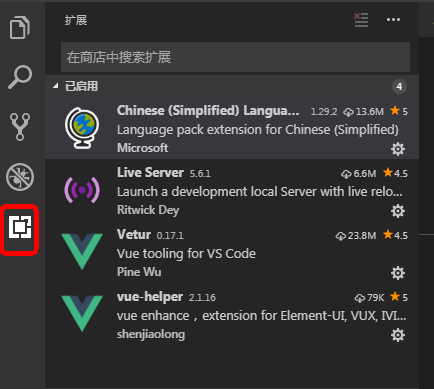 扩展
在商店中搜索扩展
已启用 4
Chinese (Simplified) Langua... 1.29.2 13.6M 5
Language pack extension for Chinese (Simplified)
Microsoft
Live Server 5.6.1 6.6M 4.5
Launch a development local Server with live relo...
Ritwick Dey
Vetur 0.17.1 23.8M 4.5
Vue tooling for VS Code
Pine Wu
vue-helper 2.1.16 79K 5
vue enhance，extension for Element-UI, VUX, IVI...
shenjiaolong